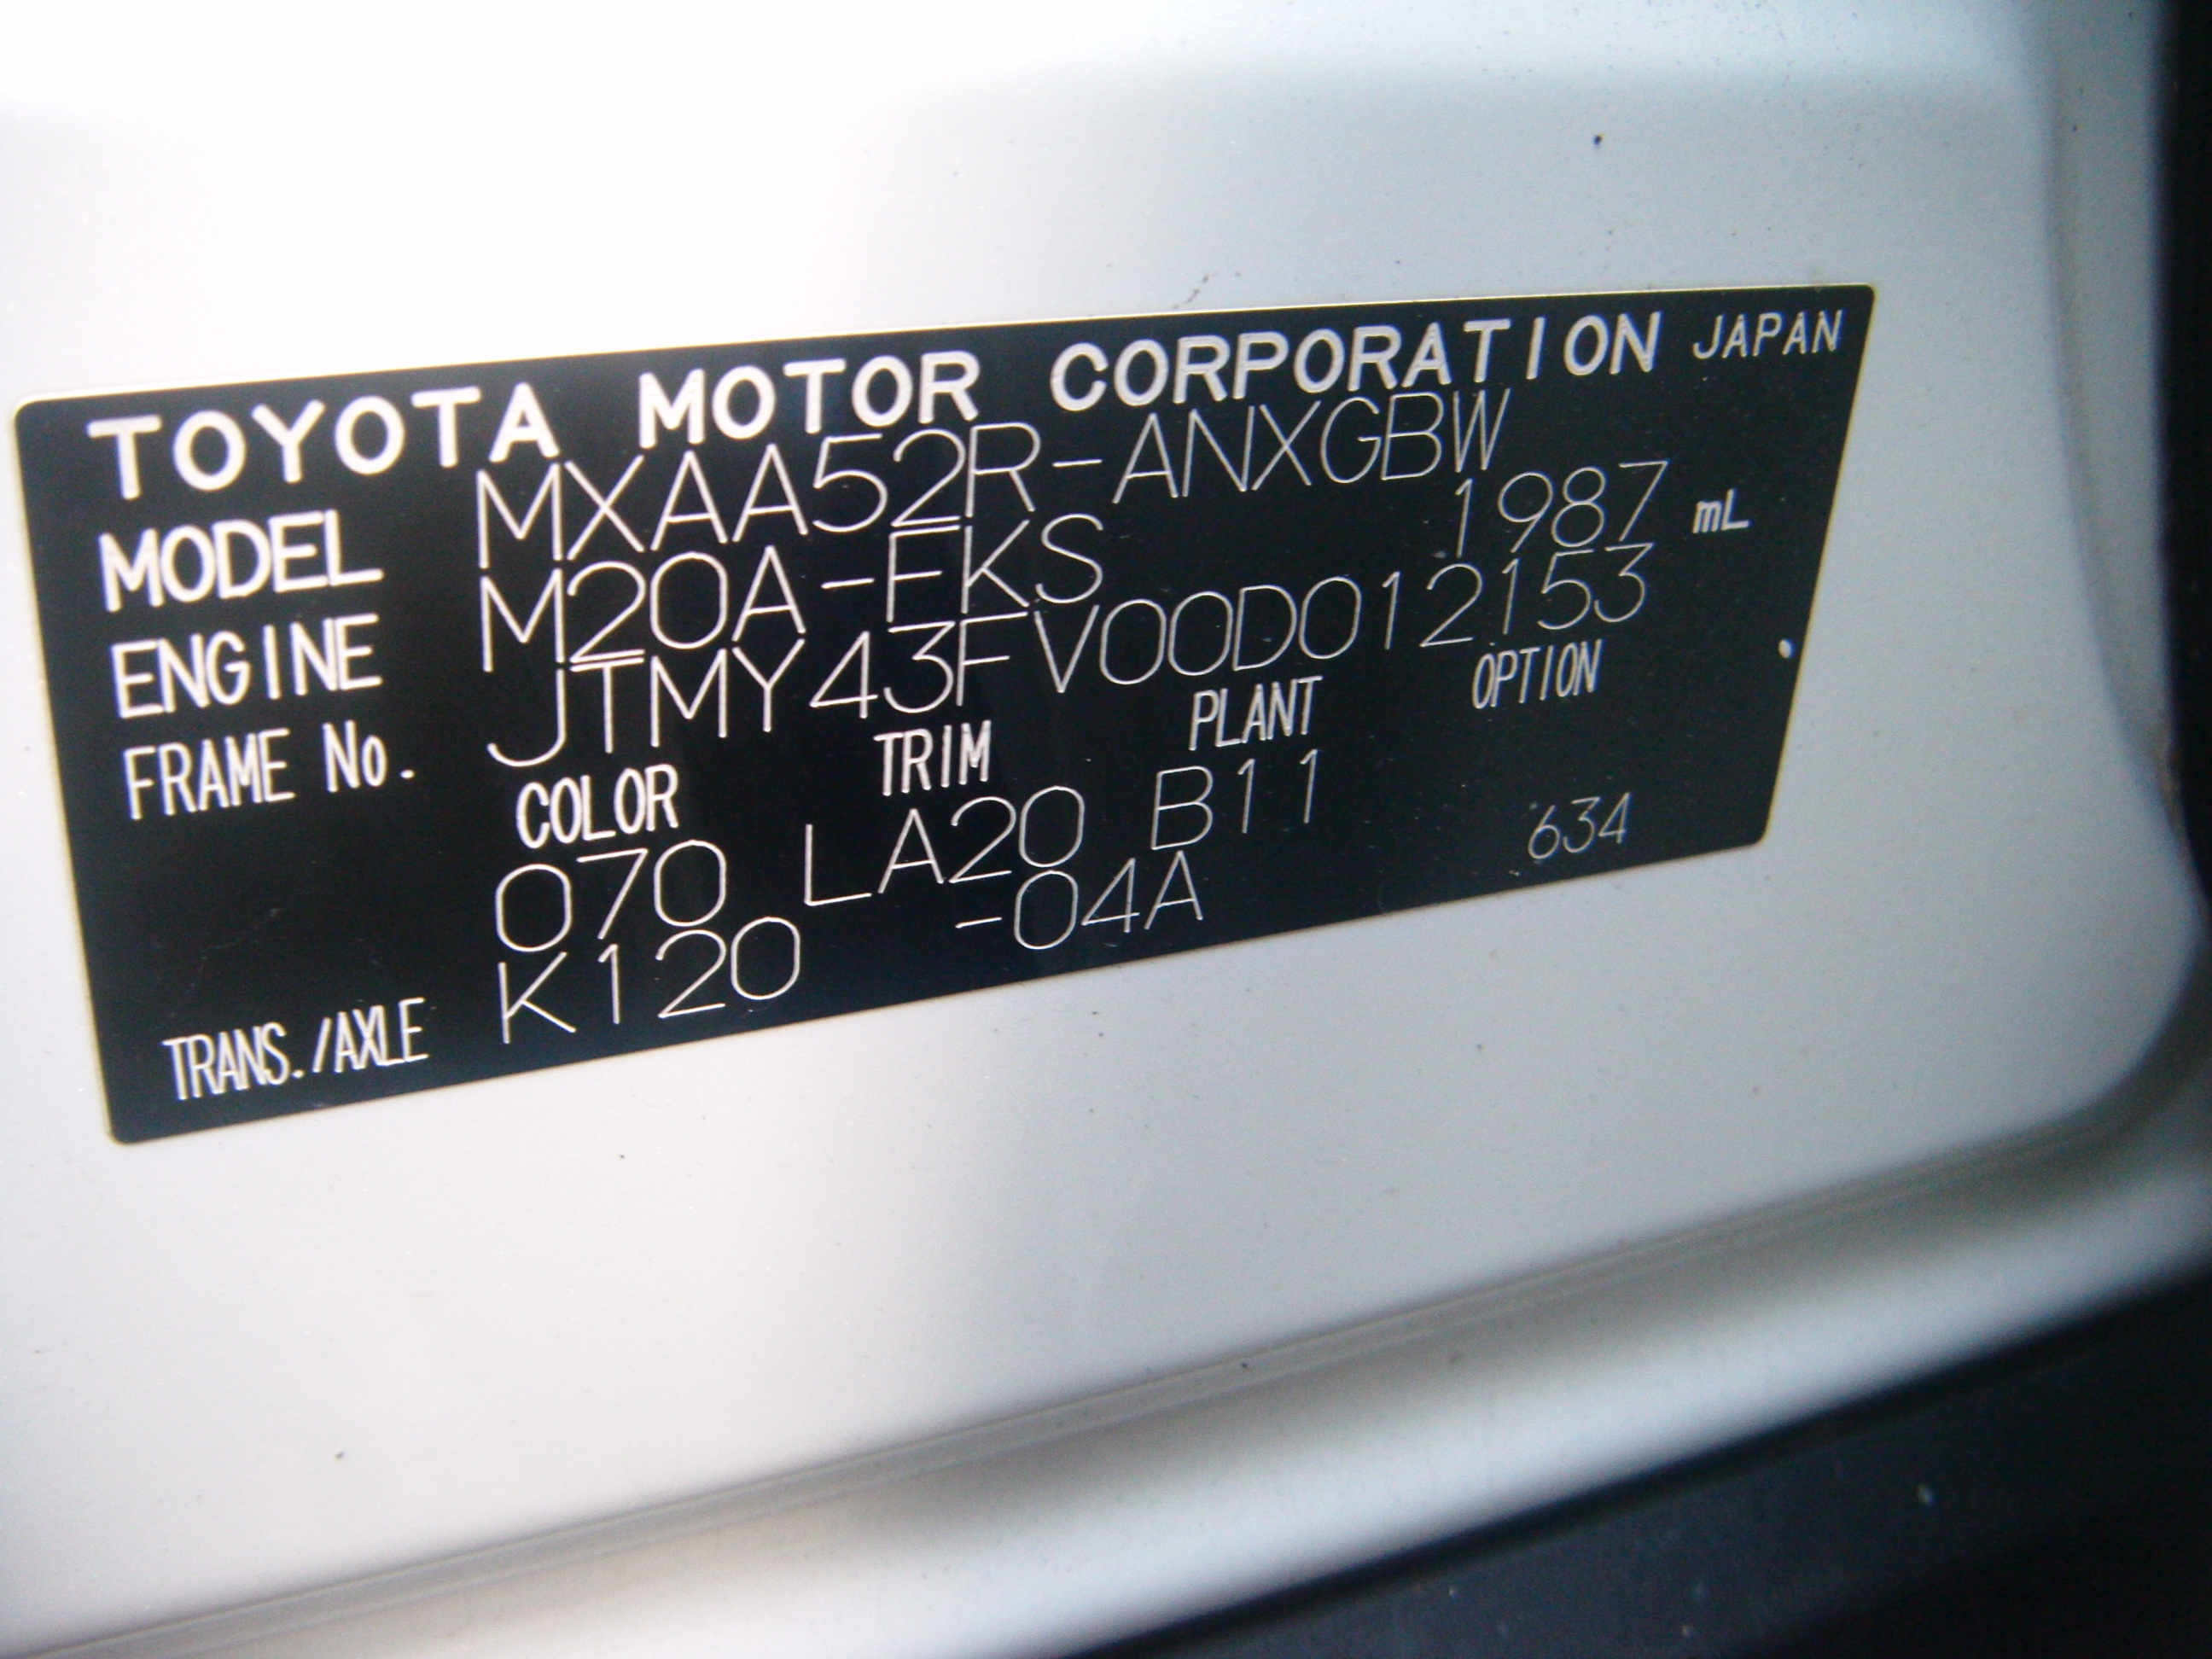 TOYOTA MOTOR CORPORATION JAPAN
MODEL MXAA52R-ANXGBW
ENGINE M20A-FKS 1987 mL
FRAME No. JTMY43FV00D012153
COLOR TRIM PLANT OPTION
070 LA20 B11
TRANS./AXLE K120 -04A 634